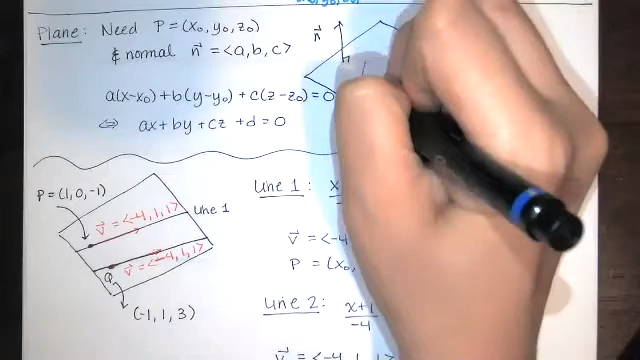 Plane: Need P=(x₀, y₀, z₀)
& normal n⃗ = <a, b, c>
n⃗
a(x-x₀) + b(y-y₀) + c(z-z₀) = 0
⇔ ax + by + cz + d = 0
P=(1,0,-1)
v⃗ = <-4, 1, 1>
Line 1
v⃗ = <-4, 1, 1>
Q
(-1, 1, 3)
Line 1:
v⃗ = <-4
P = (x₀,
Line 2: x+1
-4
v⃗ = <-4, 1, 1>